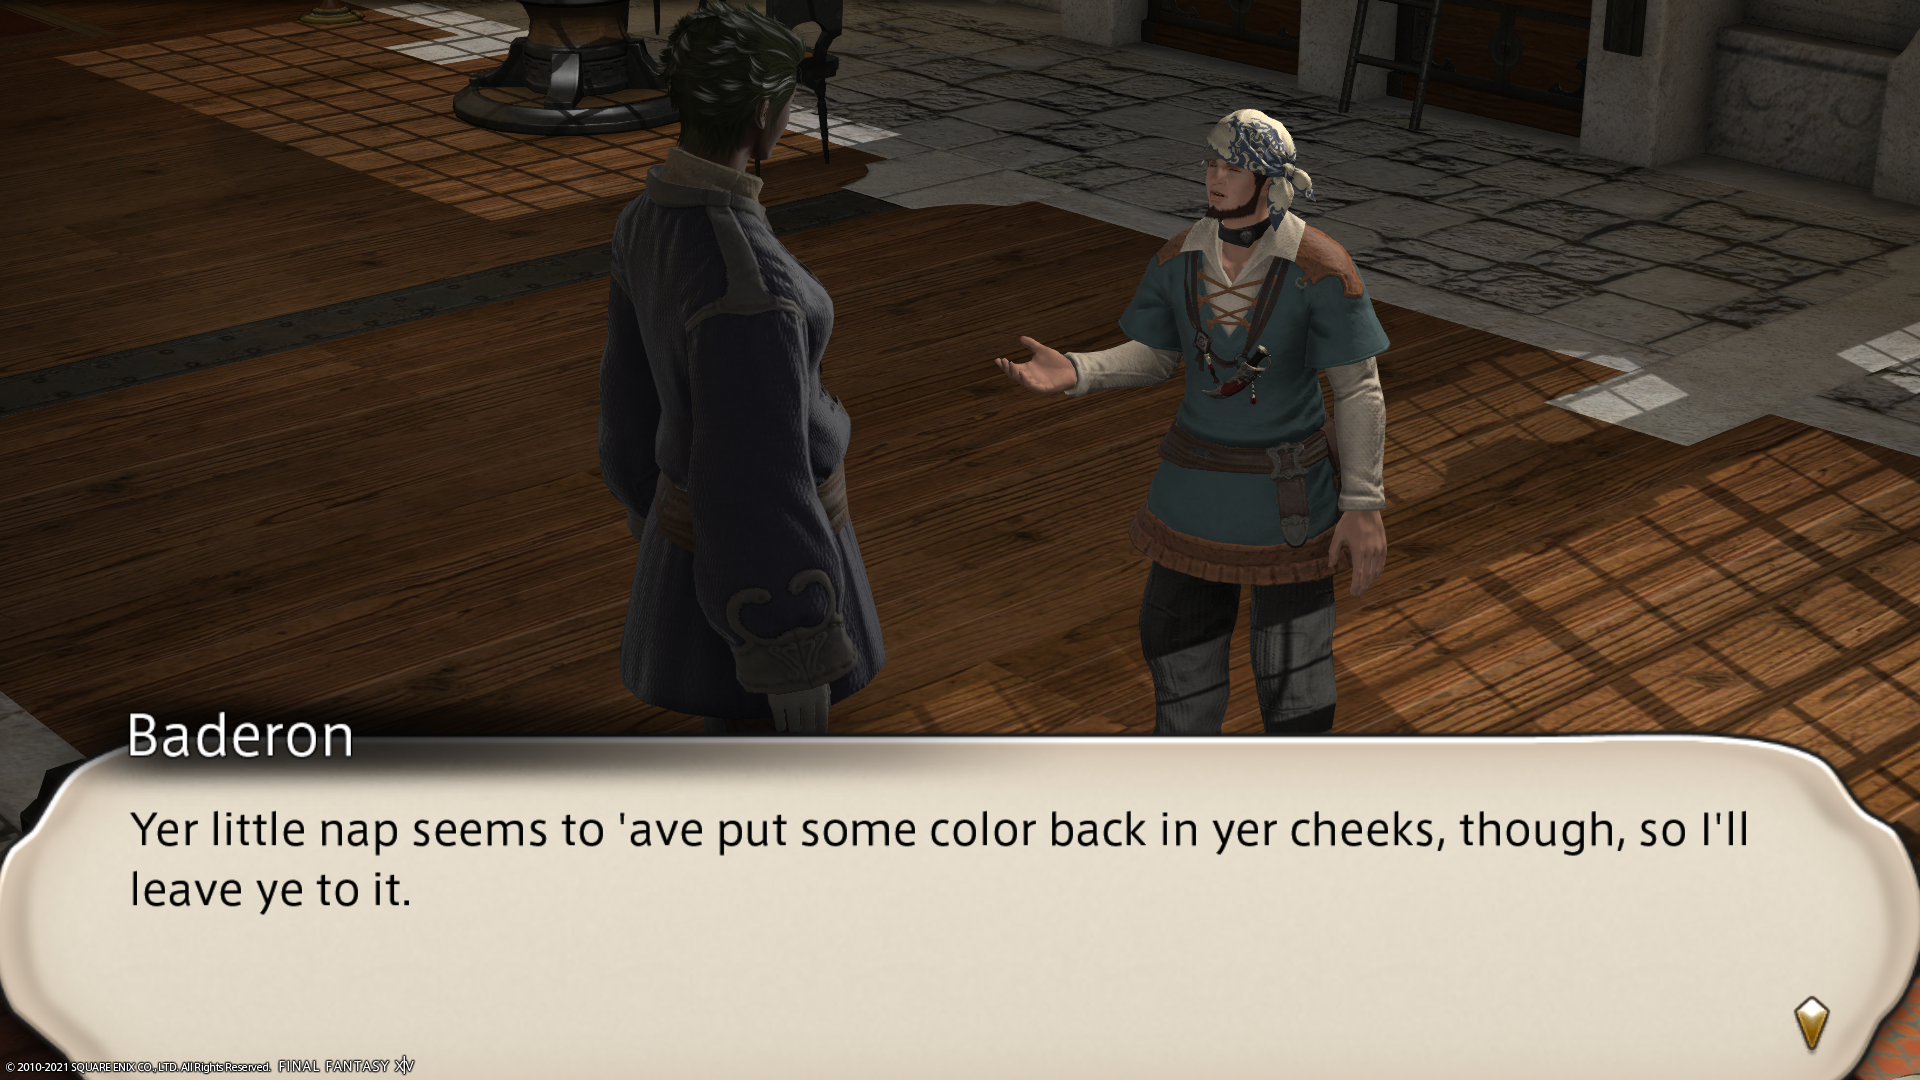 Baderon
Yer little nap seems to 'ave put some color back in yer cheeks, though, so I'll
leave ye to it.
© 2010-2021 SQUARE ENIX CO., LTD. All Rights Reserved. FINAL FANTASY XIV